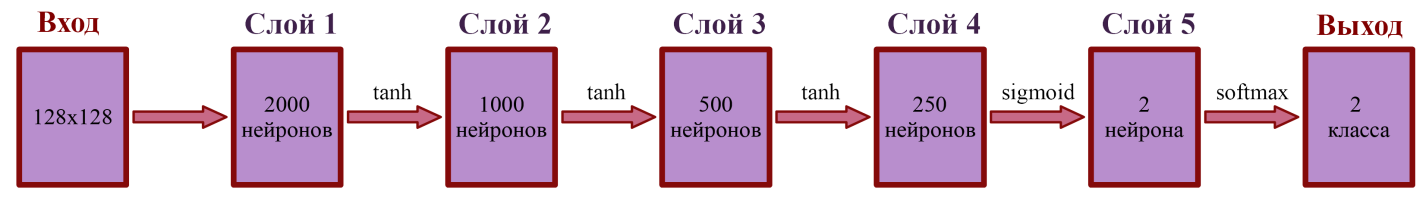 Вход
Слой 1
Слой 2
Слой 3
Слой 4
Слой 5
Выход
128x128
2000
нейронов
tanh
1000
нейронов
tanh
500
нейронов
tanh
250
нейронов
sigmoid
2
нейрона
softmax
2
класса